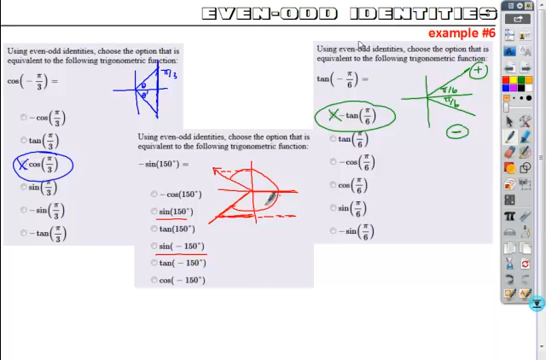 EVEN-ODD IDENTITIES
example #6
Using even-odd identities, choose the option that is
equivalent to the following trigonometric function:
cos(− π/3) =
θ
θ
π/3
−cos(π/3)
tan(π/3)
X cos(π/3)
sin(π/3)
−sin(π/3)
−tan(π/3)
Using even-odd identities, choose the option that is
equivalent to the following trigonometric function:
−sin(150°) =
−cos(150°)
sin(150°)
tan(150°)
sin(−150°)
tan(−150°)
cos(−150°)
Using even-odd identities, choose the option that is
equivalent to the following trigonometric function:
tan(− π/6) =
+
π/6
π/6
−
X −tan(π/6)
tan(π/6)
−cos(π/6)
cos(π/6)
sin(π/6)
−sin(π/6)